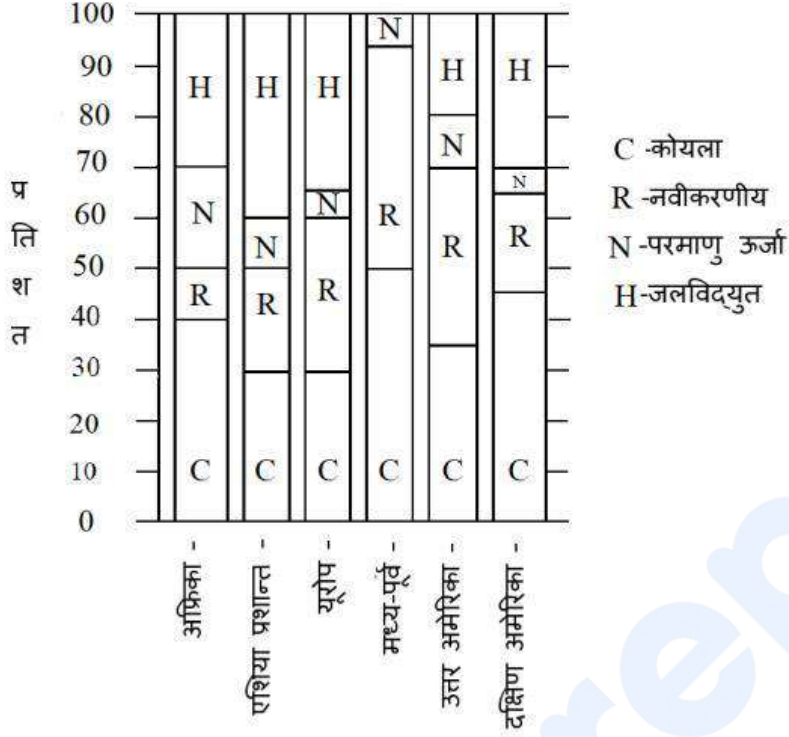 100
90
80
70
60
50
40
30
20
10
0
प्र
ति
श
त
H
N
R
C
H
N
R
C
H
N
R
C
N
R
C
H
N
R
C
H
N
R
C
C -कोयला
R -नवीकरणीय
N -परमाणु ऊर्जा
H-जलविद्युत
अफ्रिका -
एशिया प्रशान्त -
यूरोप -
मध्य-पूर्व -
उत्तर अमेरिका -
दक्षिण अमेरिका -